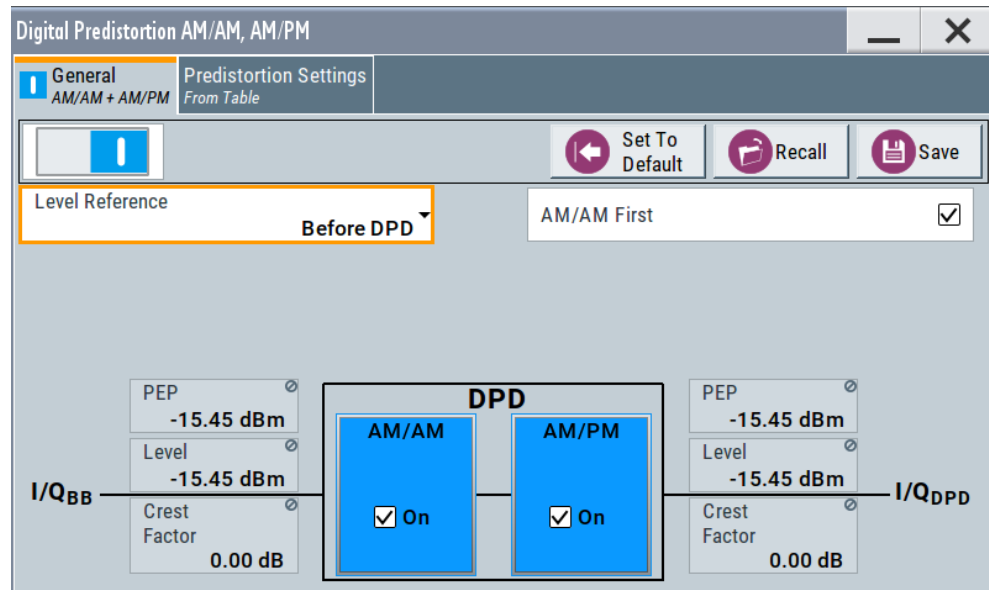 Digital Predistortion AM/AM, AM/PM
General
AM/AM + AM/PM
Predistortion Settings
From Table
Set To
Default
Recall
Save
Level Reference
Before DPD
AM/AM First
PEP
-15.45 dBm
Level
-15.45 dBm
Crest
Factor
0.00 dB
I/QBB
DPD
AM/AM
On
AM/PM
On
PEP
-15.45 dBm
Level
-15.45 dBm
Crest
Factor
0.00 dB
I/QDPD